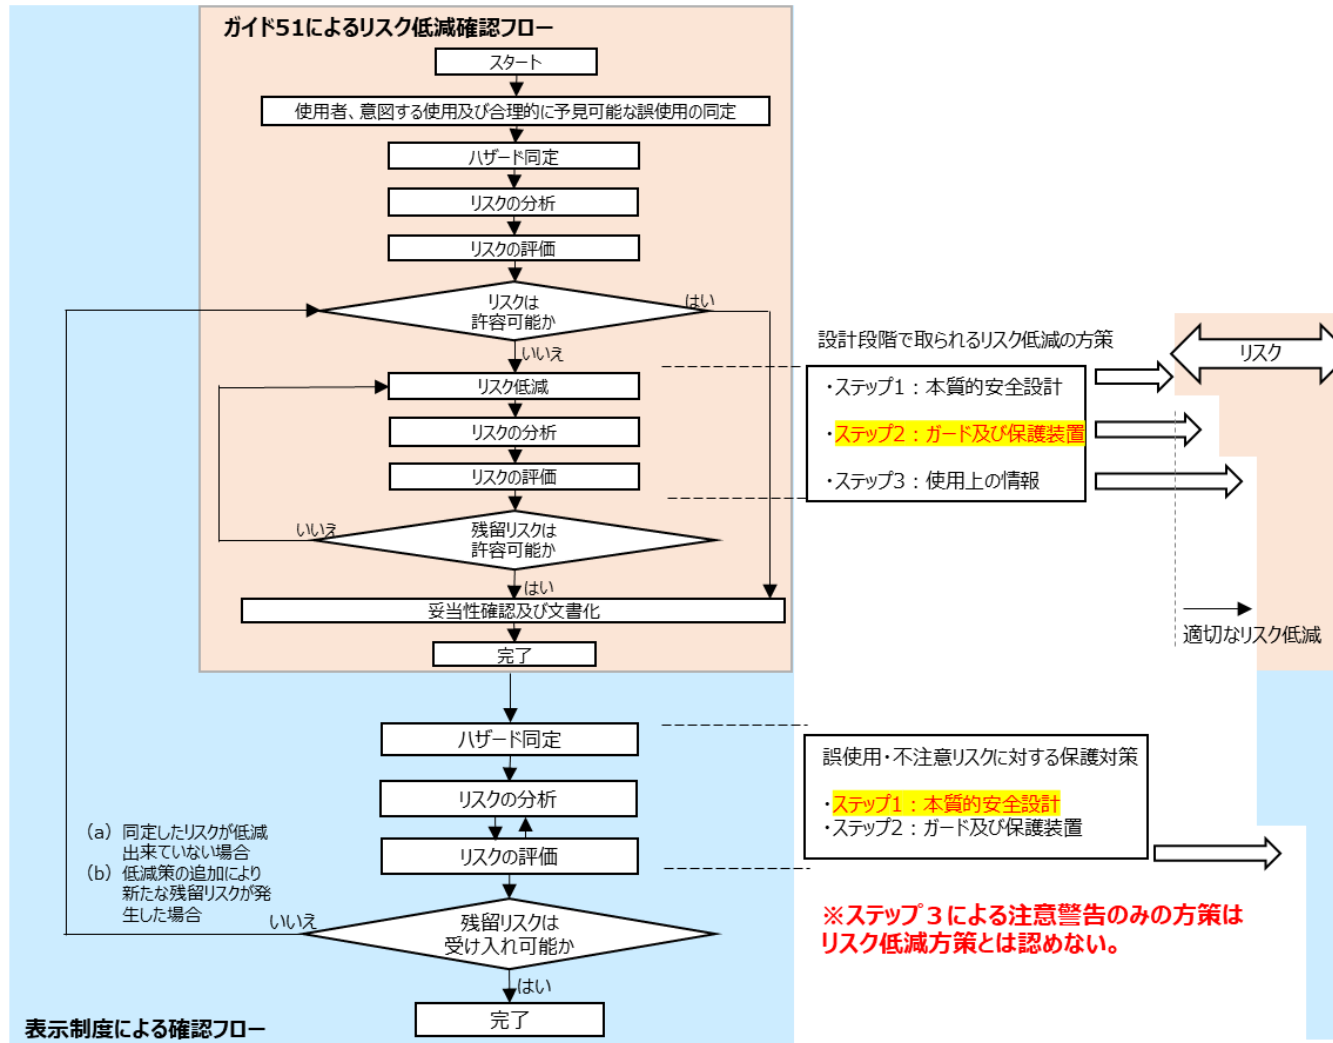 ガイド51によるリスク低減確認フロー
スタート
使用者、意図する使用及び合理的に予見可能な誤使用の同定
ハザード同定
リスクの分析
リスクの評価
リスクは
許容可能か
はい
いいえ
リスク低減
リスクの分析
リスクの評価
残留リスクは
許容可能か
いいえ
はい
妥当性確認及び文書化
完了
設計段階で取られるリスク低減の方策
・ステップ1：本質的安全設計
・ステップ2：ガード及び保護装置
・ステップ3：使用上の情報
リスク
適切なリスク低減
ハザード同定
リスクの分析
リスクの評価
残留リスクは
受け入れ可能か
いいえ
はい
完了
（a）同定したリスクが低減
出来ていない場合
（b）低減策の追加により
新たな残留リスクが発
生した場合
誤使用・不注意リスクに対する保護対策
・ステップ1：本質的安全設計
・ステップ2：ガード及び保護装置
※ステップ３による注意警告のみの方策は
リスク低減方策とは認めない。
表示制度による確認フロー